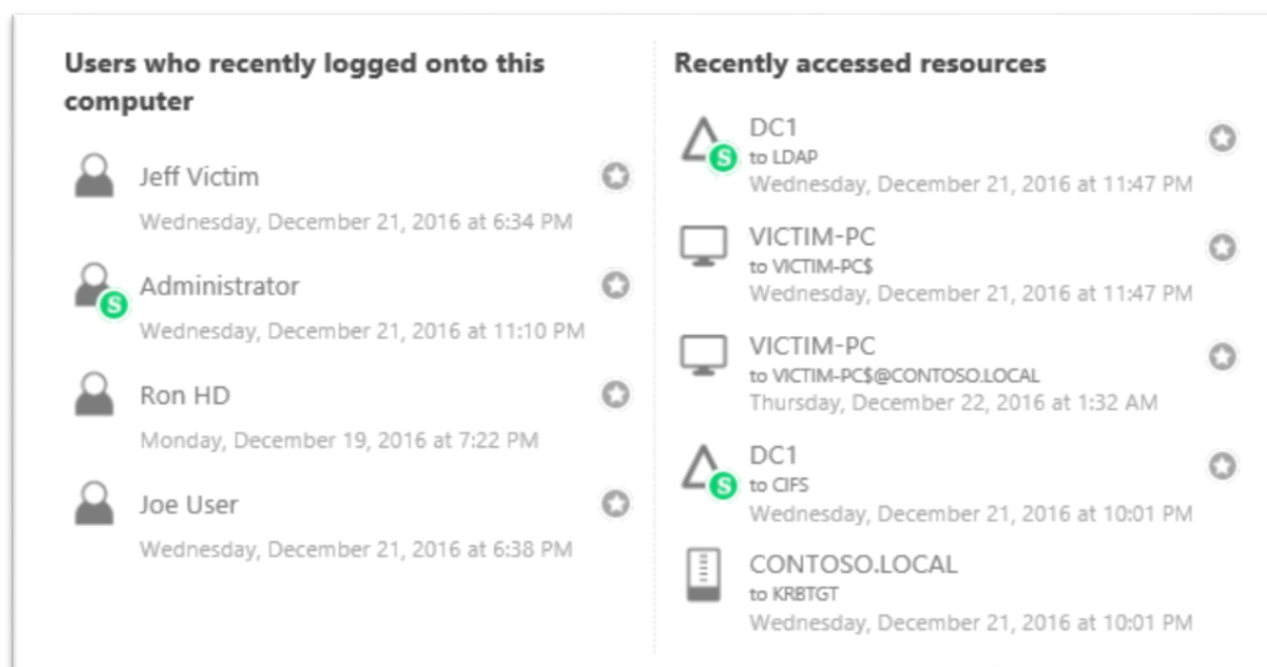 Users who recently logged onto this
computer
Jeff Victim
Wednesday, December 21, 2016 at 6:34 PM
S
Administrator
Wednesday, December 21, 2016 at 11:10 PM
Ron HD
Monday, December 19, 2016 at 7:22 PM
Joe User
Wednesday, December 21, 2016 at 6:38 PM
Recently accessed resources
DC1
S
to LDAP
Wednesday, December 21, 2016 at 11:47 PM
VICTIM-PC
to VICTIM-PC$
Wednesday, December 21, 2016 at 11:47 PM
VICTIM-PC
to VICTIM-PC$@CONTOSO.LOCAL
Thursday, December 22, 2016 at 1:32 AM
DC1
S
to CIFS
Wednesday, December 21, 2016 at 10:01 PM
CONTOSO.LOCAL
to KRBTGT
Wednesday, December 21, 2016 at 10:01 PM